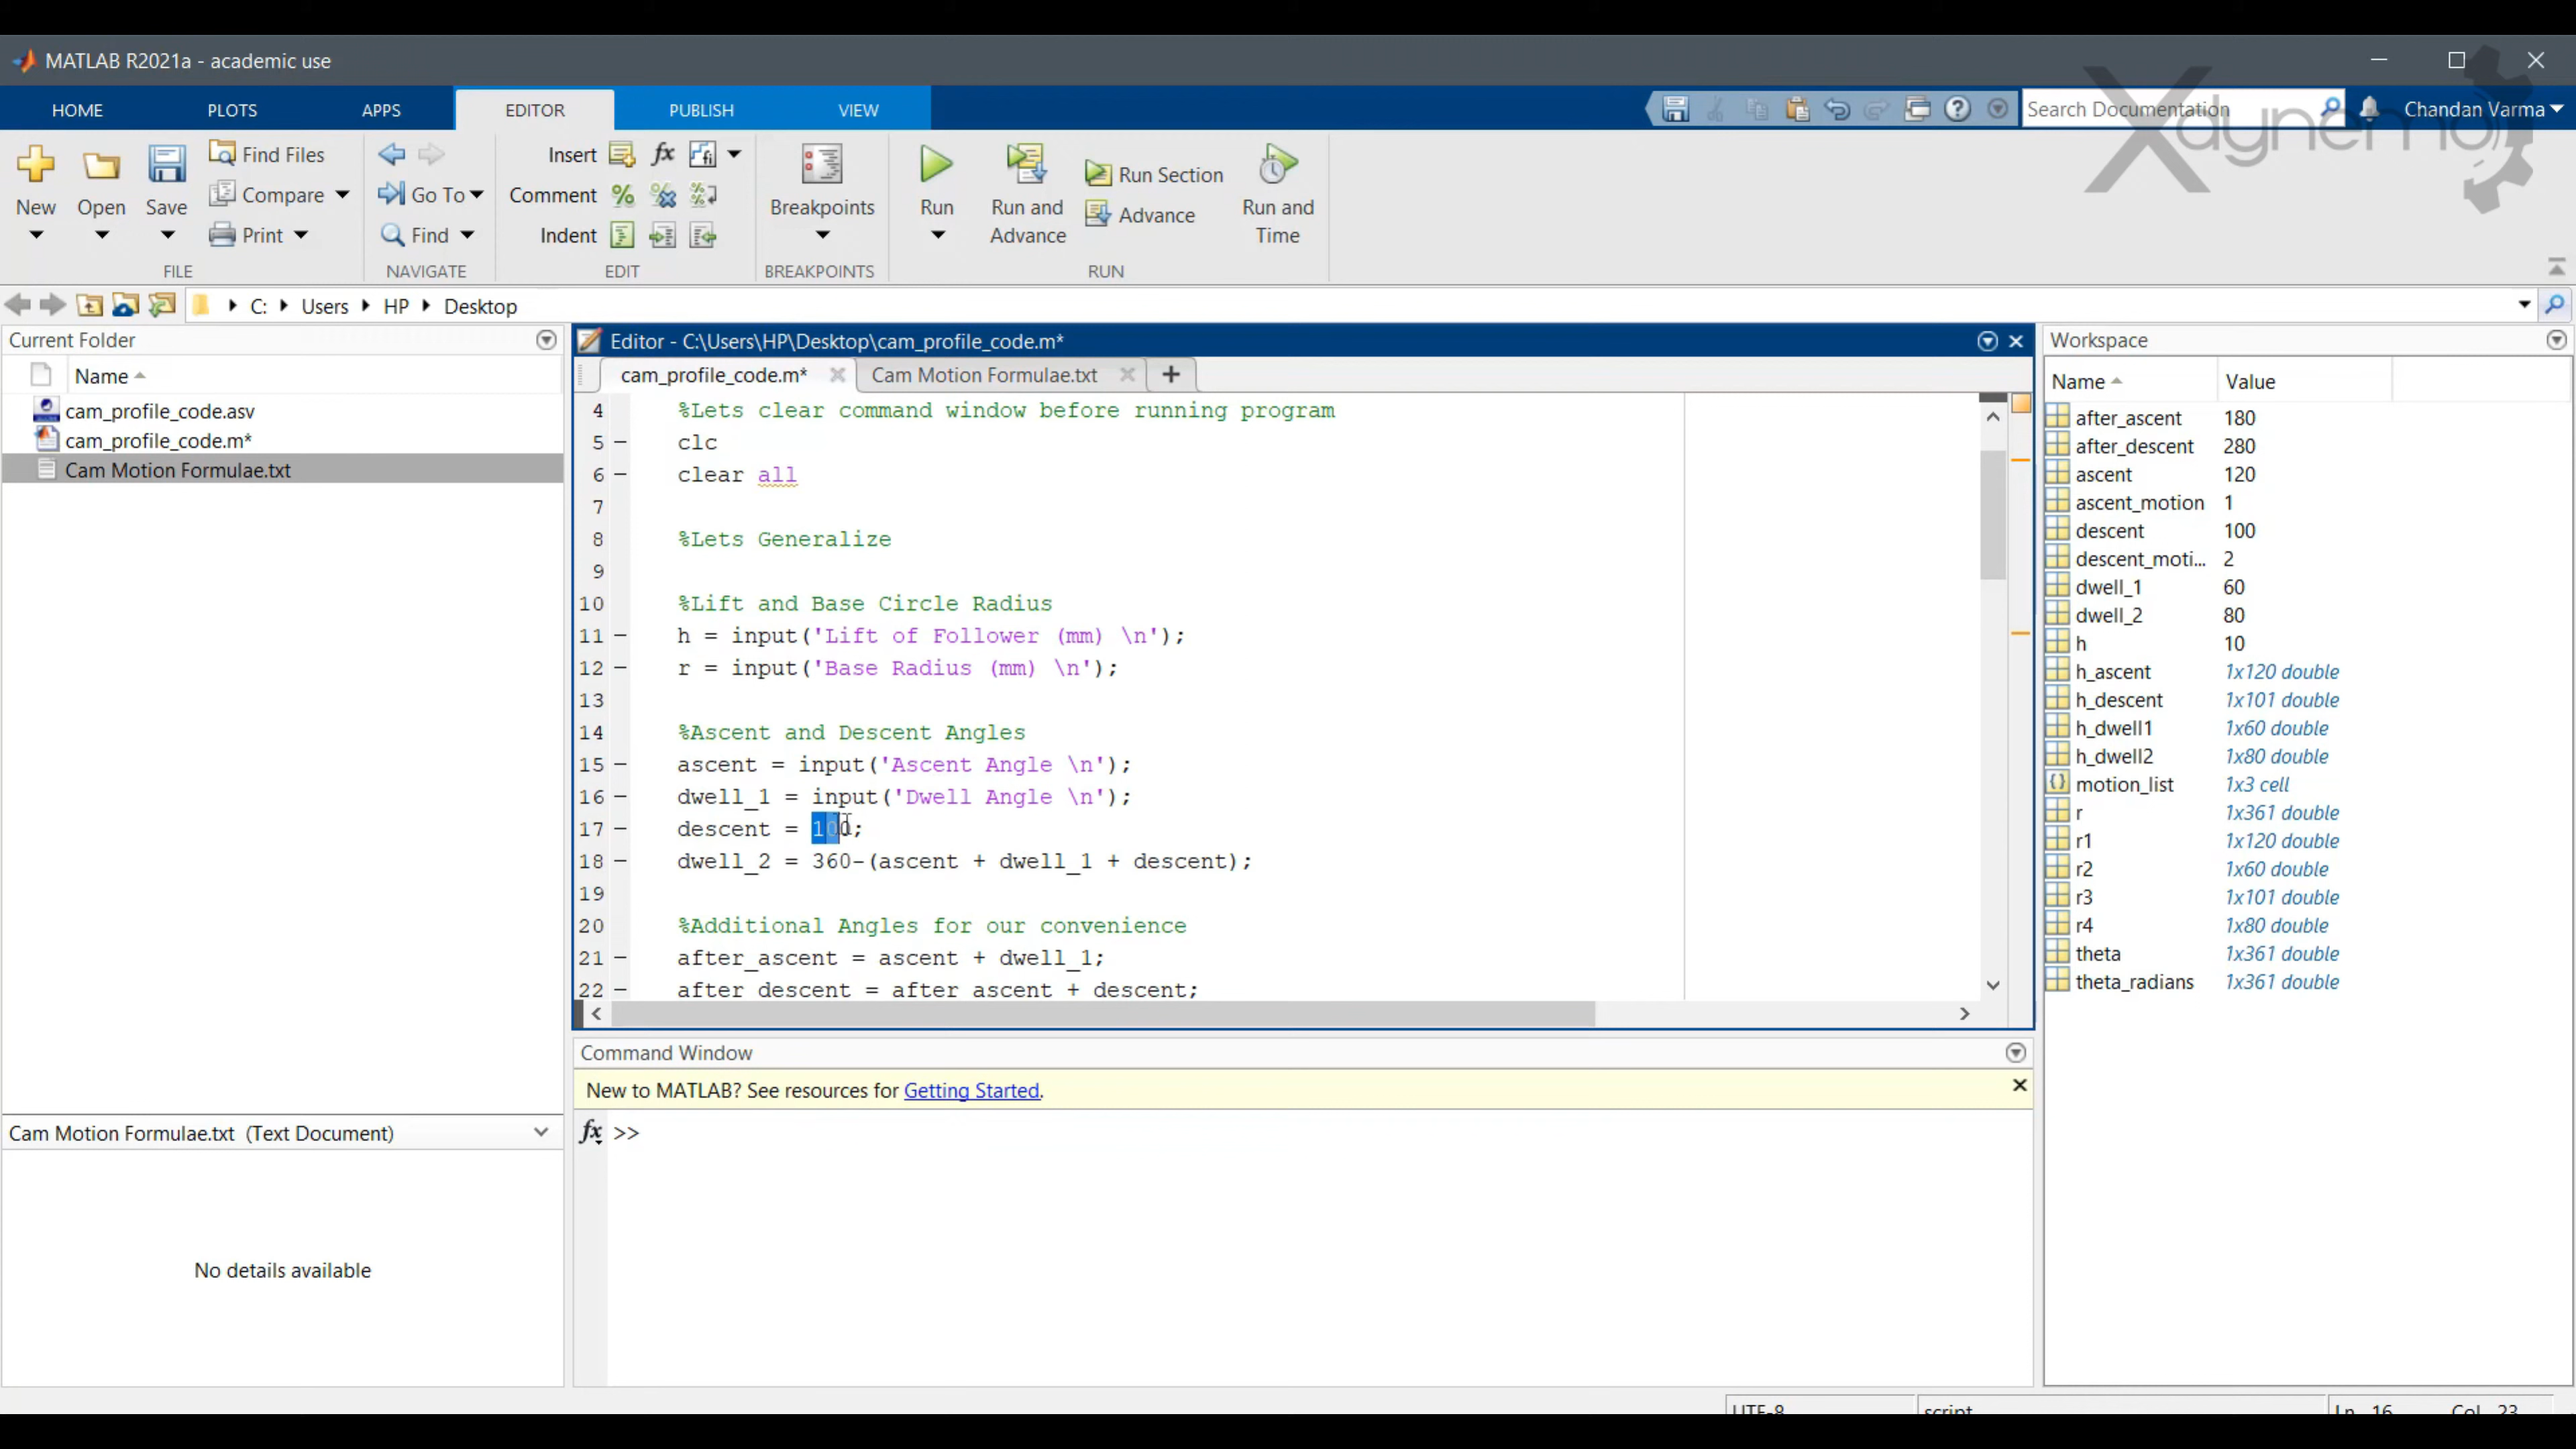 MATLAB R2021a - academic use
Xdynemo
HOME PLOTS APPS EDITOR PUBLISH VIEW
Search Documentation
Chandan Varma
New
Open
Save
Find Files
Compare
Print
FILE
Go To
Find
NAVIGATE
Insert
Comment
Indent
EDIT
Breakpoints
BREAKPOINTS
Run
Run and
Advance
Run Section
Advance
Run and
Time
RUN
C: Users HP Desktop
Current Folder
Name
cam_profile_code.asv
cam_profile_code.m*
Cam Motion Formulae.txt
Cam Motion Formulae.txt (Text Document)
No details available
Editor - C:\Users\HP\Desktop\cam_profile_code.m*
cam_profile_code.m* Cam Motion Formulae.txt
4 %Lets clear command window before running program
5 – clc
6 – clear all
7
8 %Lets Generalize
9
10 %Lift and Base Circle Radius
11 – h = input('Lift of Follower (mm) \n');
12 – r = input('Base Radius (mm) \n');
13
14 %Ascent and Descent Angles
15 – ascent = input('Ascent Angle \n');
16 – dwell_1 = input('Dwell Angle \n');
17 – descent = 100;
18 – dwell_2 = 360-(ascent + dwell_1 + descent);
19
20 %Additional Angles for our convenience
21 – after_ascent = ascent + dwell_1;
22 – after_descent = after_ascent + descent;
Command Window
New to MATLAB? See resources for Getting Started.
fx >>
Workspace
Name Value
after_ascent 180
after_descent 280
ascent 120
ascent_motion 1
descent 100
descent_moti... 2
dwell_1 60
dwell_2 80
h 10
h_ascent 1x120 double
h_descent 1x101 double
h_dwell1 1x60 double
h_dwell2 1x80 double
motion_list 1x3 cell
r 1x361 double
r1 1x120 double
r2 1x60 double
r3 1x101 double
r4 1x80 double
theta 1x361 double
theta_radians 1x361 double
UTF-8 script Ln 16 Col 23